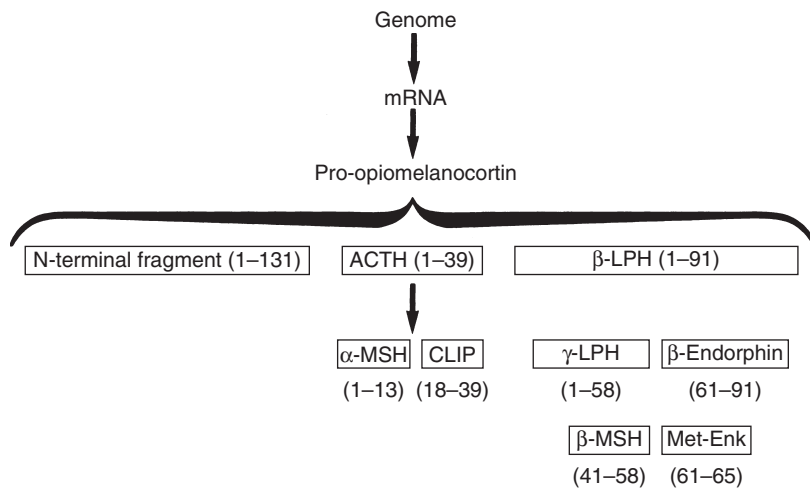 Genome
mRNA
Pro-opiomelanocortin
N-terminal fragment (1–131) ACTH (1–39) β-LPH (1–91)
α-MSH CLIP γ-LPH β-Endorphin
(1–13) (18–39) (1–58) (61–91)
β-MSH Met-Enk
(41–58) (61–65)